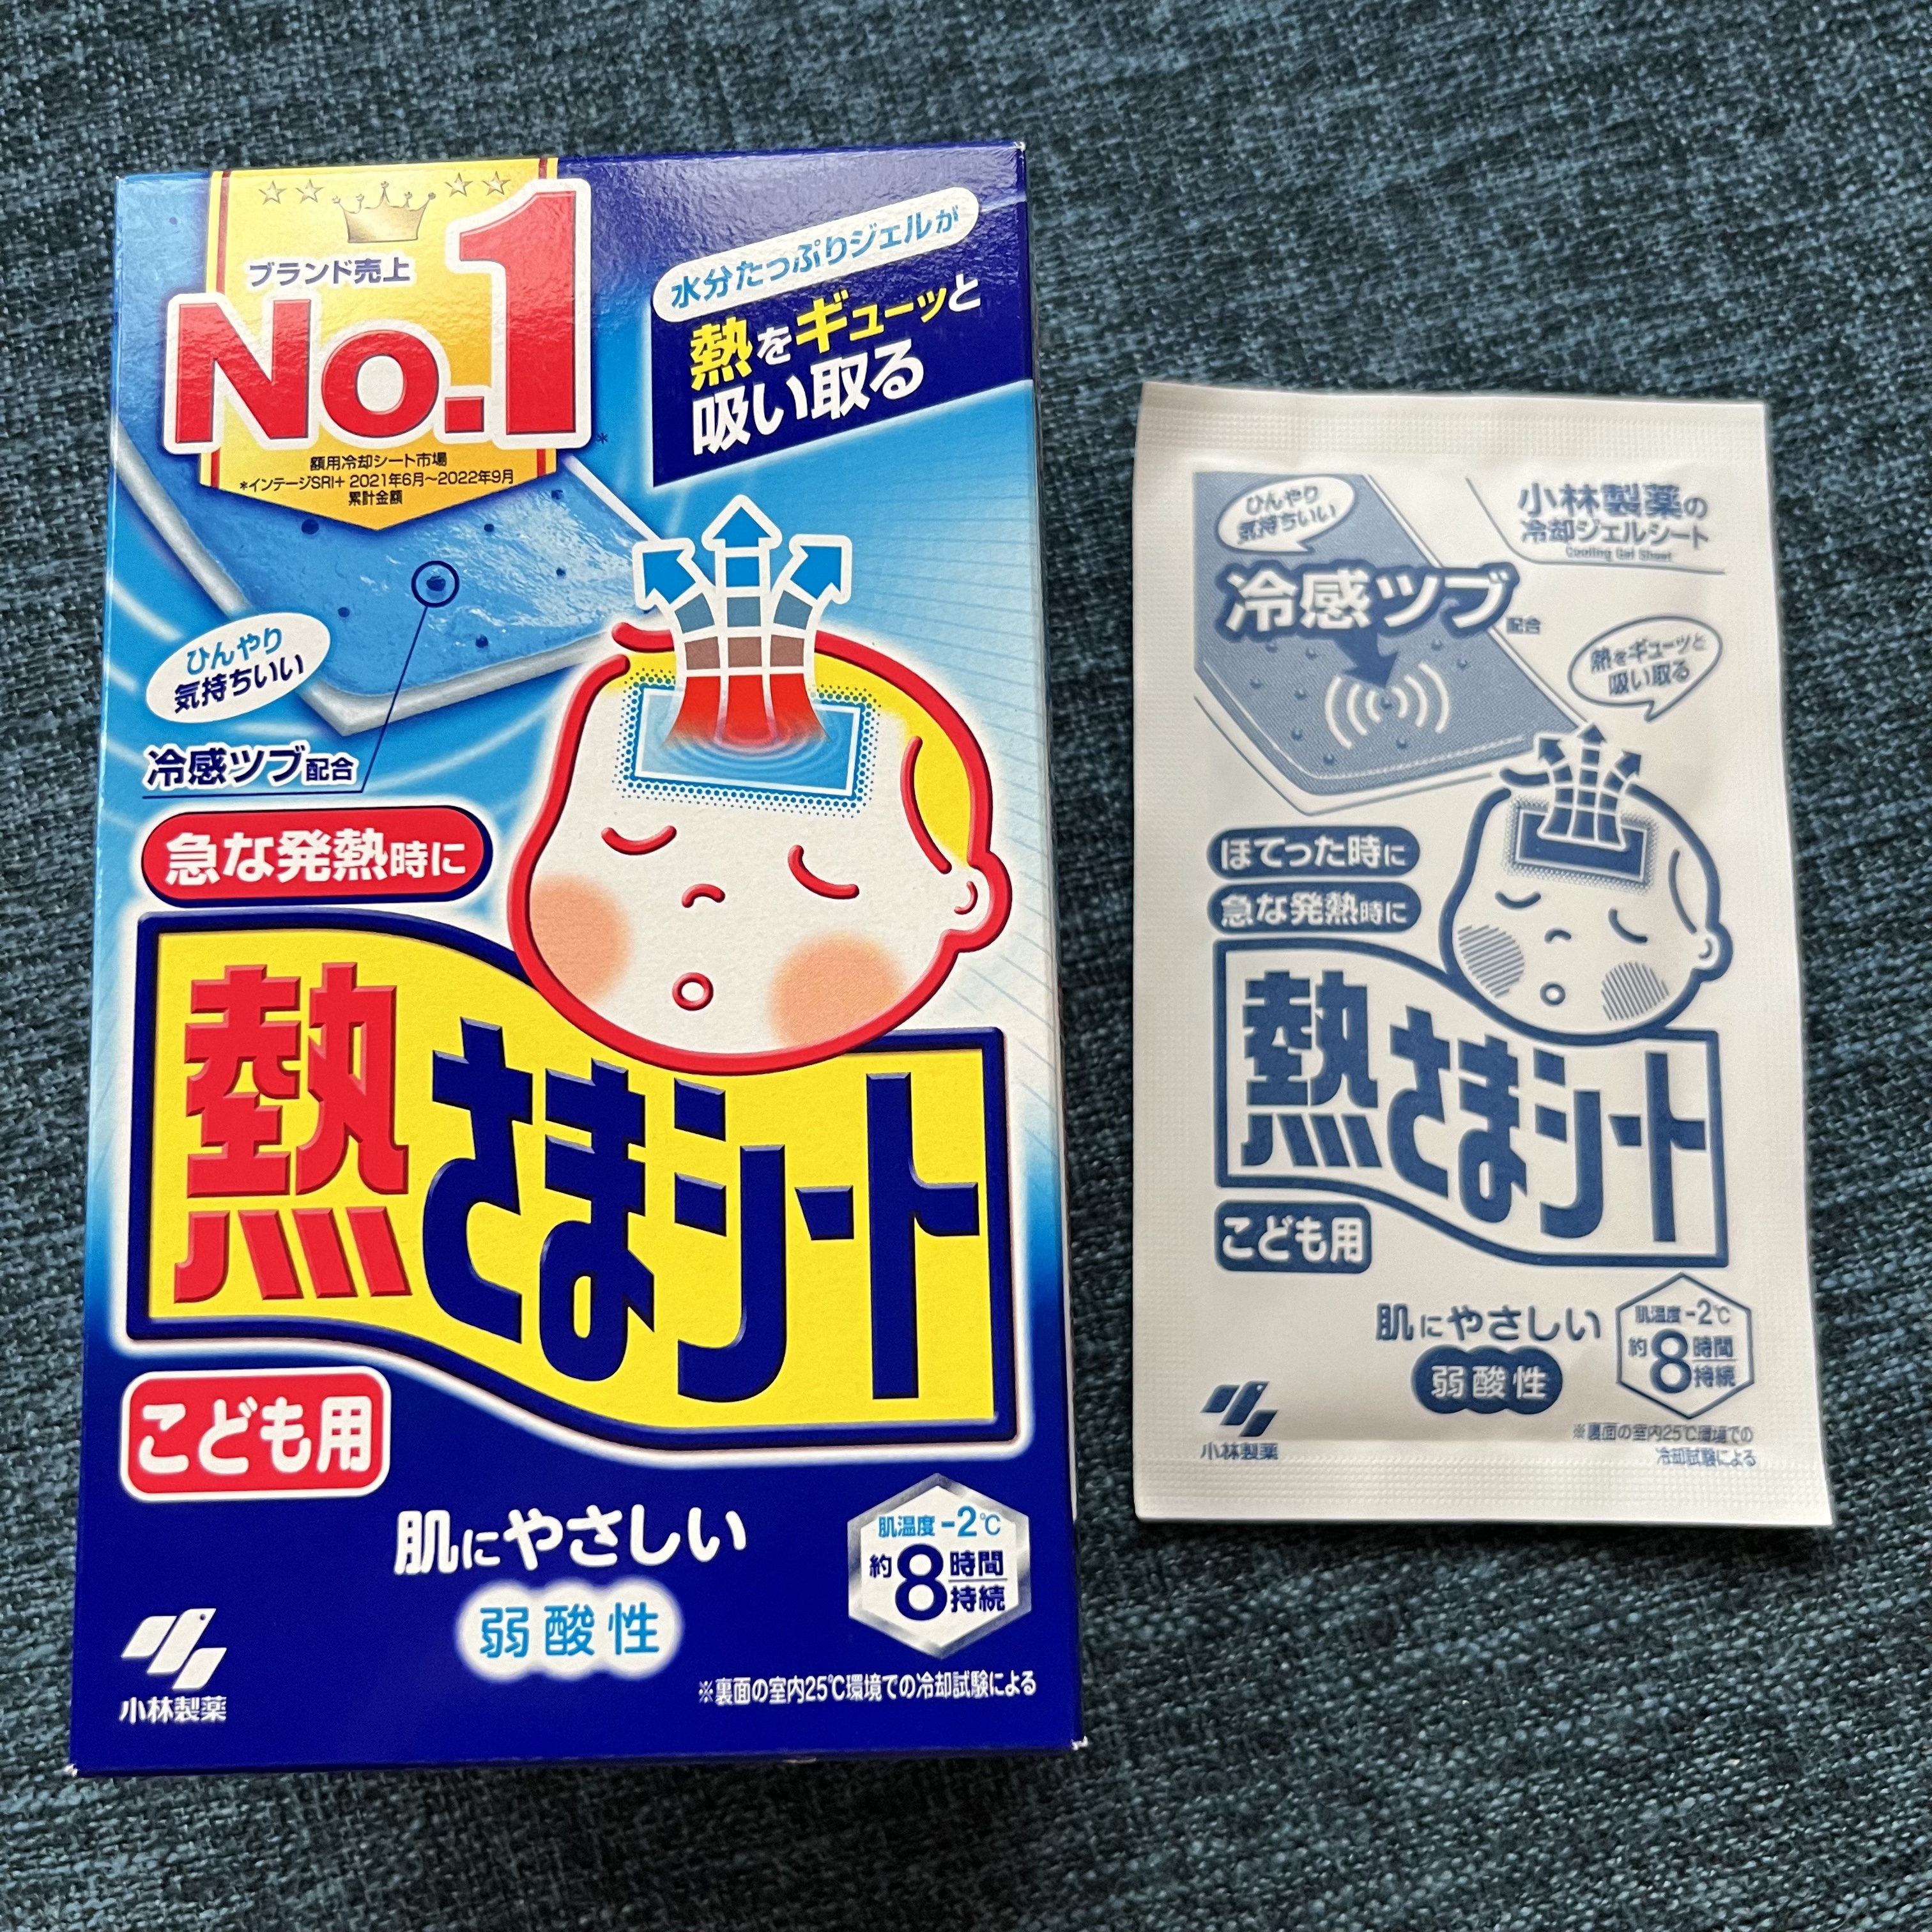 ブランド売上
No.1*
額用冷却シート市場
*インテージSRI+ 2021年6月～2022年9月
累計金額
水分たっぷりジェルが
熱をギューッと
吸い取る
ひんやり
気持ちいい
冷感ツブ配合
急な発熱時に
熱さまシート
こども用
肌にやさしい
弱酸性
肌温度-2℃
約8時間
持続
※裏面の室内25℃環境での冷却試験による
小林製薬
ひんやり
気持ちいい
小林製薬の
冷却ジェルシート
Cooling Gel Sheet
冷感ツブ配合
熱をギューッと
吸い取る
ほてった時に
急な発熱時に
熱さまシート
こども用
肌にやさしい
弱酸性
肌温度-2℃
約8時間
持続
※裏面の室内25℃環境での
冷却試験による
小林製薬